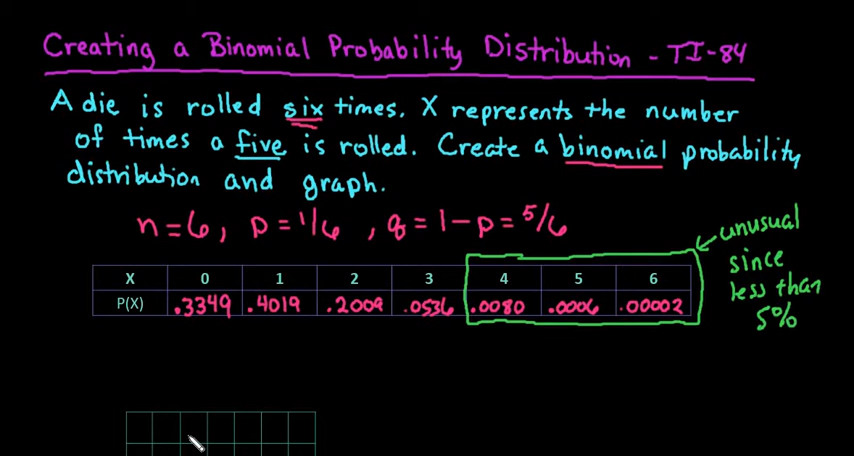 Creating a Binomial Probability Distribution - TI-84
A die is rolled six times. X represents the number
of times a five is rolled. Create a binomial probability
distribution and graph.
n=6, p=1/6, q=1-p=5/6
unusual
since
less than
5%
X 0 1 2 3 4 5 6
P(X) .3349 .4019 .2009 .0536 .0080 .0006 .00002